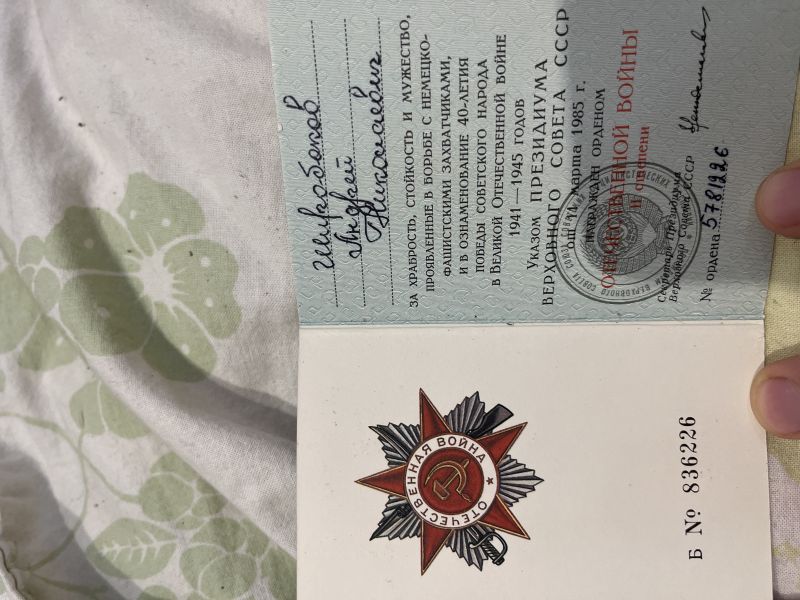 Широбоков
Андрей
Николаевич
ЗА ХРАБРОСТЬ, СТОЙКОСТЬ И МУЖЕСТВО,
ПРОЯВЛЕННЫЕ В БОРЬБЕ С НЕМЕЦКО-
ФАШИСТСКИМИ ЗАХВАТЧИКАМИ,
И В ОЗНАМЕНОВАНИЕ 40-ЛЕТИЯ
ПОБЕДЫ СОВЕТСКОГО НАРОДА
В ВЕЛИКОЙ ОТЕЧЕСТВЕННОЙ ВОЙНЕ
1941—1945 ГОДОВ
УКАЗОМ ПРЕЗИДИУМА
ВЕРХОВНОГО СОВЕТА СССР
марта 1985 г.
НАГРАЖДЕН ОРДЕНОМ
ОТЕЧЕСТВЕННОЙ ВОЙНЫ
II степени
Секретарь Президиума
Верховного Совета СССР
№ ордена 5781226
ОТЕЧЕСТВЕННАЯ ВОЙНА
Б № 836226